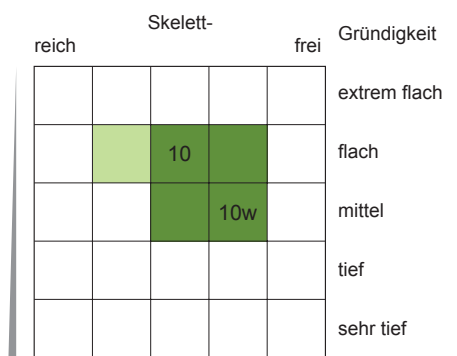 Skelett-
reich frei Gründigkeit
extrem flach
10 flach
10w mittel
tief
sehr tief